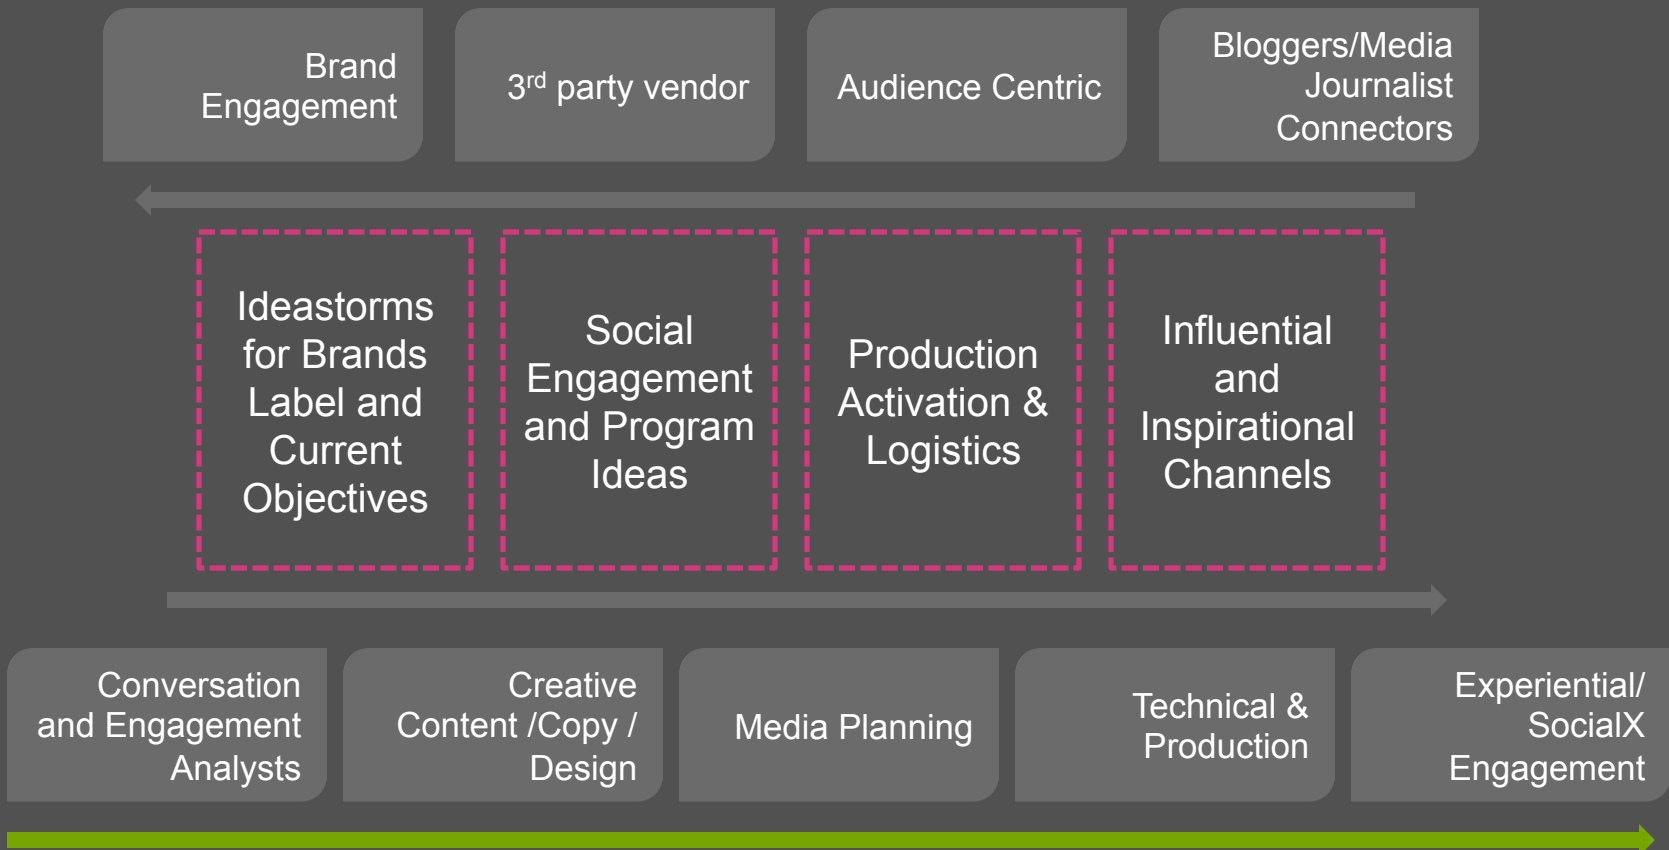 Brand
Engagement
3rd party vendor
Audience Centric
Bloggers/Media
Journalist
Connectors
Ideastorms
for Brands
Label and
Current
Objectives
Social
Engagement
and Program
Ideas
Production
Activation &
Logistics
Influential
and
Inspirational
Channels
Conversation
and Engagement
Analysts
Creative
Content /Copy /
Design
Media Planning
Technical &
Production
Experiential/
SocialX
Engagement